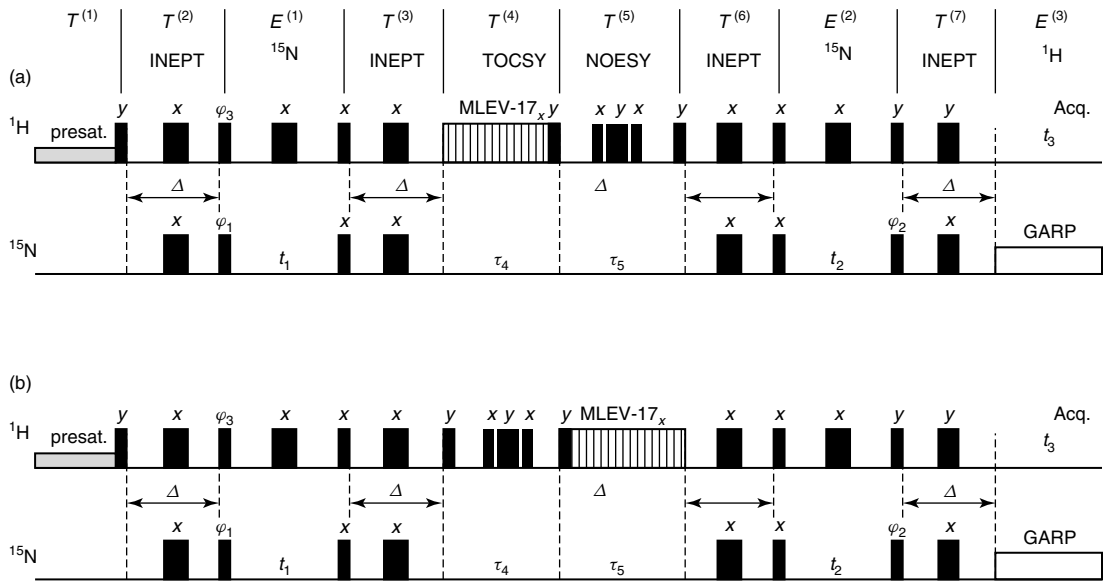 T(1) T(2) E(1) T(3) T(4) T(5) T(6) E(2) T(7) E(3)
INEPT 15N INEPT TOCSY NOESY INEPT 15N INEPT 1H
(a)
y x φ3 x x x MLEV-17x y x y x y x x x y y Acq.
1H presat. t3
Δ Δ Δ Δ
x φ1 x x x x φ2 x GARP
15N t1 τ4 τ5 t2
(b)
y x φ3 x x x y x y x y MLEV-17x x x x y y Acq.
1H presat. t3
Δ Δ Δ Δ
x φ1 x x x x φ2 x GARP
15N t1 τ4 τ5 t2